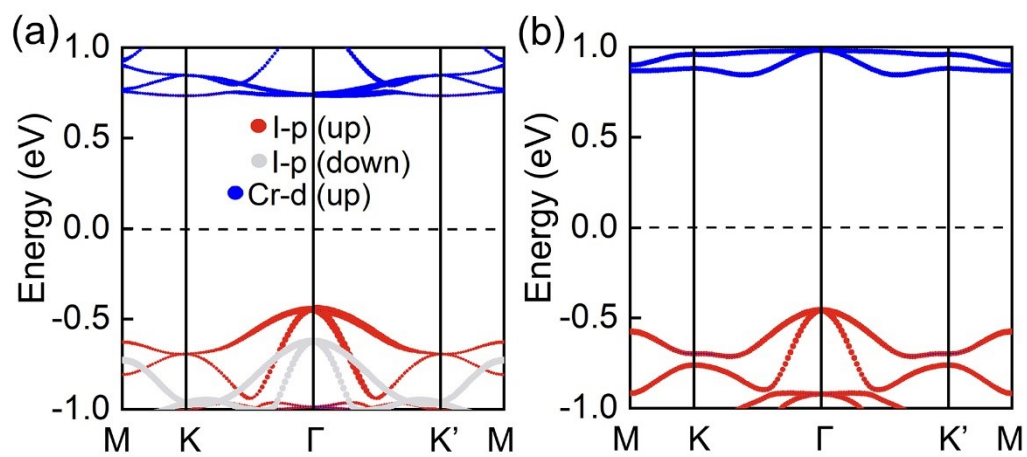 (a)
1.0
0.5
0.0
-0.5
-1.0
Energy (eV)
I-p (up)
I-p (down)
Cr-d (up)
M K Γ K’ M
(b)
1.0
0.5
0.0
-0.5
-1.0
Energy (eV)
M K Γ K’ M